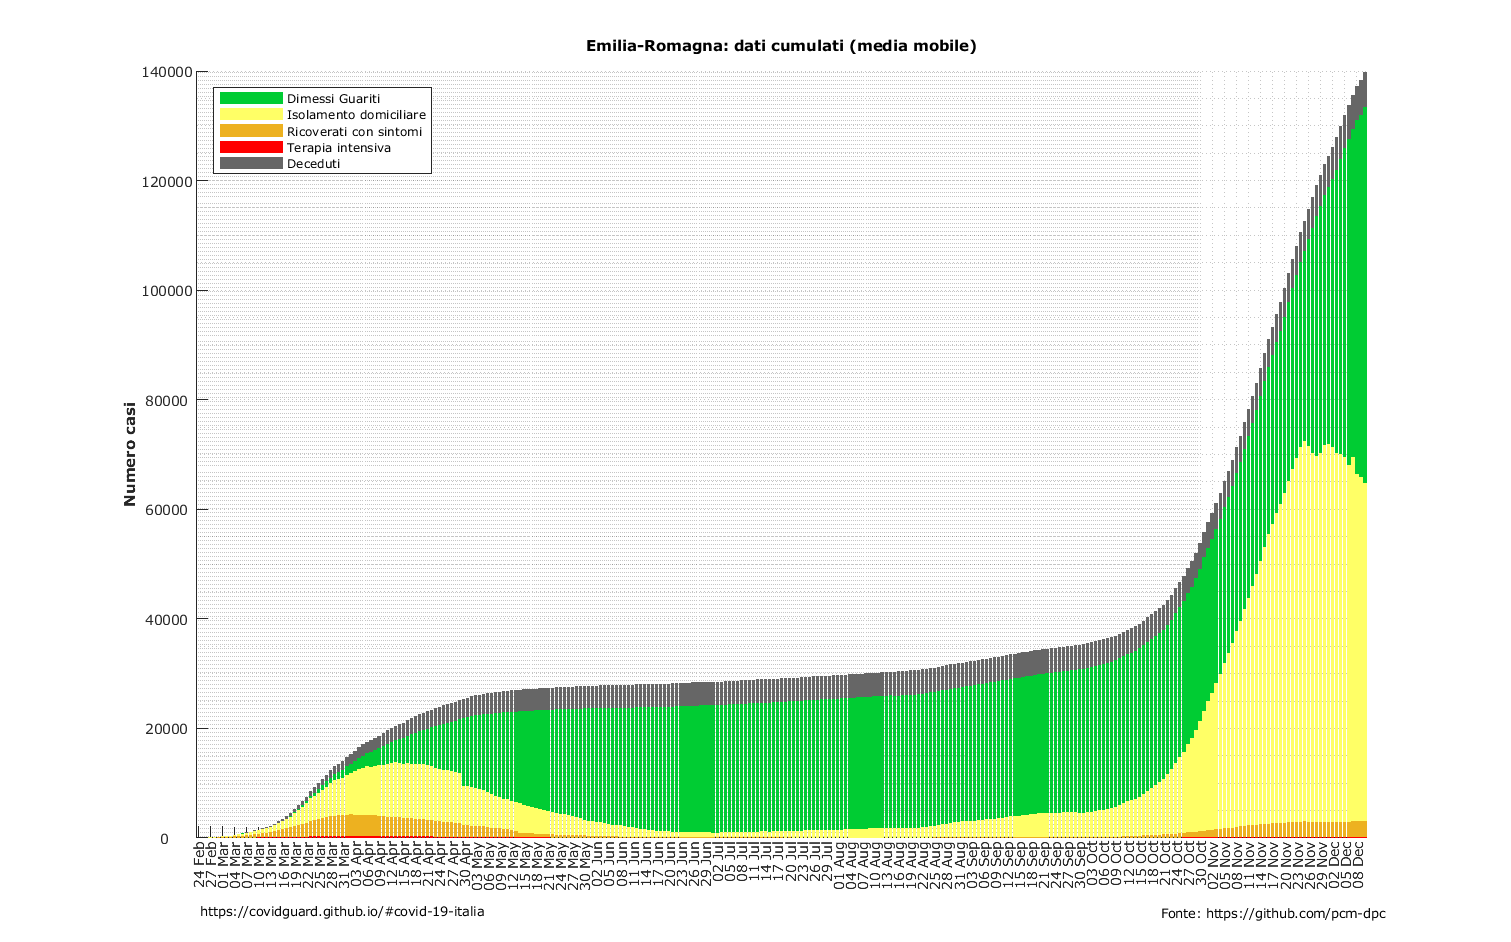 Emilia-Romagna: dati cumulati (media mobile)
140000
120000
100000
80000
60000
40000
20000
0
Numero casi
Dimessi Guariti
Isolamento domiciliare
Ricoverati con sintomi
Terapia intensiva
Deceduti
24 Feb
27 Feb
01 Mar
04 Mar
07 Mar
10 Mar
13 Mar
16 Mar
19 Mar
22 Mar
25 Mar
28 Mar
31 Mar
03 Apr
06 Apr
09 Apr
12 Apr
15 Apr
18 Apr
21 Apr
24 Apr
27 Apr
30 Apr
03 May
06 May
09 May
12 May
15 May
18 May
21 May
24 May
27 May
30 May
02 Jun
05 Jun
08 Jun
11 Jun
14 Jun
17 Jun
20 Jun
23 Jun
26 Jun
29 Jun
02 Jul
05 Jul
08 Jul
11 Jul
14 Jul
17 Jul
20 Jul
23 Jul
26 Jul
29 Jul
01 Aug
04 Aug
07 Aug
10 Aug
13 Aug
16 Aug
19 Aug
22 Aug
25 Aug
28 Aug
31 Aug
03 Sep
06 Sep
09 Sep
12 Sep
15 Sep
18 Sep
21 Sep
24 Sep
27 Sep
30 Sep
03 Oct
06 Oct
09 Oct
12 Oct
15 Oct
18 Oct
21 Oct
24 Oct
27 Oct
30 Oct
02 Nov
05 Nov
08 Nov
11 Nov
14 Nov
17 Nov
20 Nov
23 Nov
26 Nov
29 Nov
02 Dec
05 Dec
08 Dec
https://covidguard.github.io/#covid-19-italia
Fonte: https://github.com/pcm-dpc